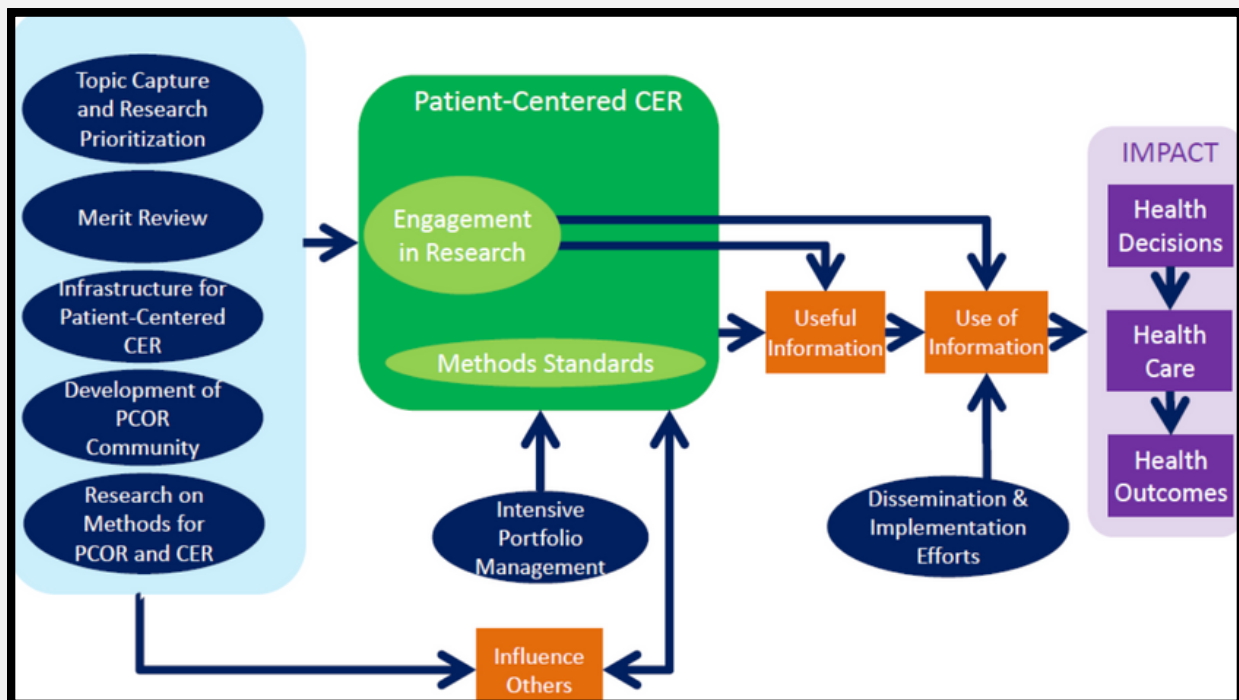 Topic Capture
and Research
Prioritization
Merit Review
Infrastructure for
Patient-Centered
CER
Development of
PCOR
Community
Research on
Methods for
PCOR and CER
Patient-Centered CER
Engagement
in Research
Methods Standards
Intensive
Portfolio
Management
Influence
Others
Useful
Information
Use of
Information
Dissemination &
Implementation
Efforts
IMPACT
Health
Decisions
Health
Care
Health
Outcomes